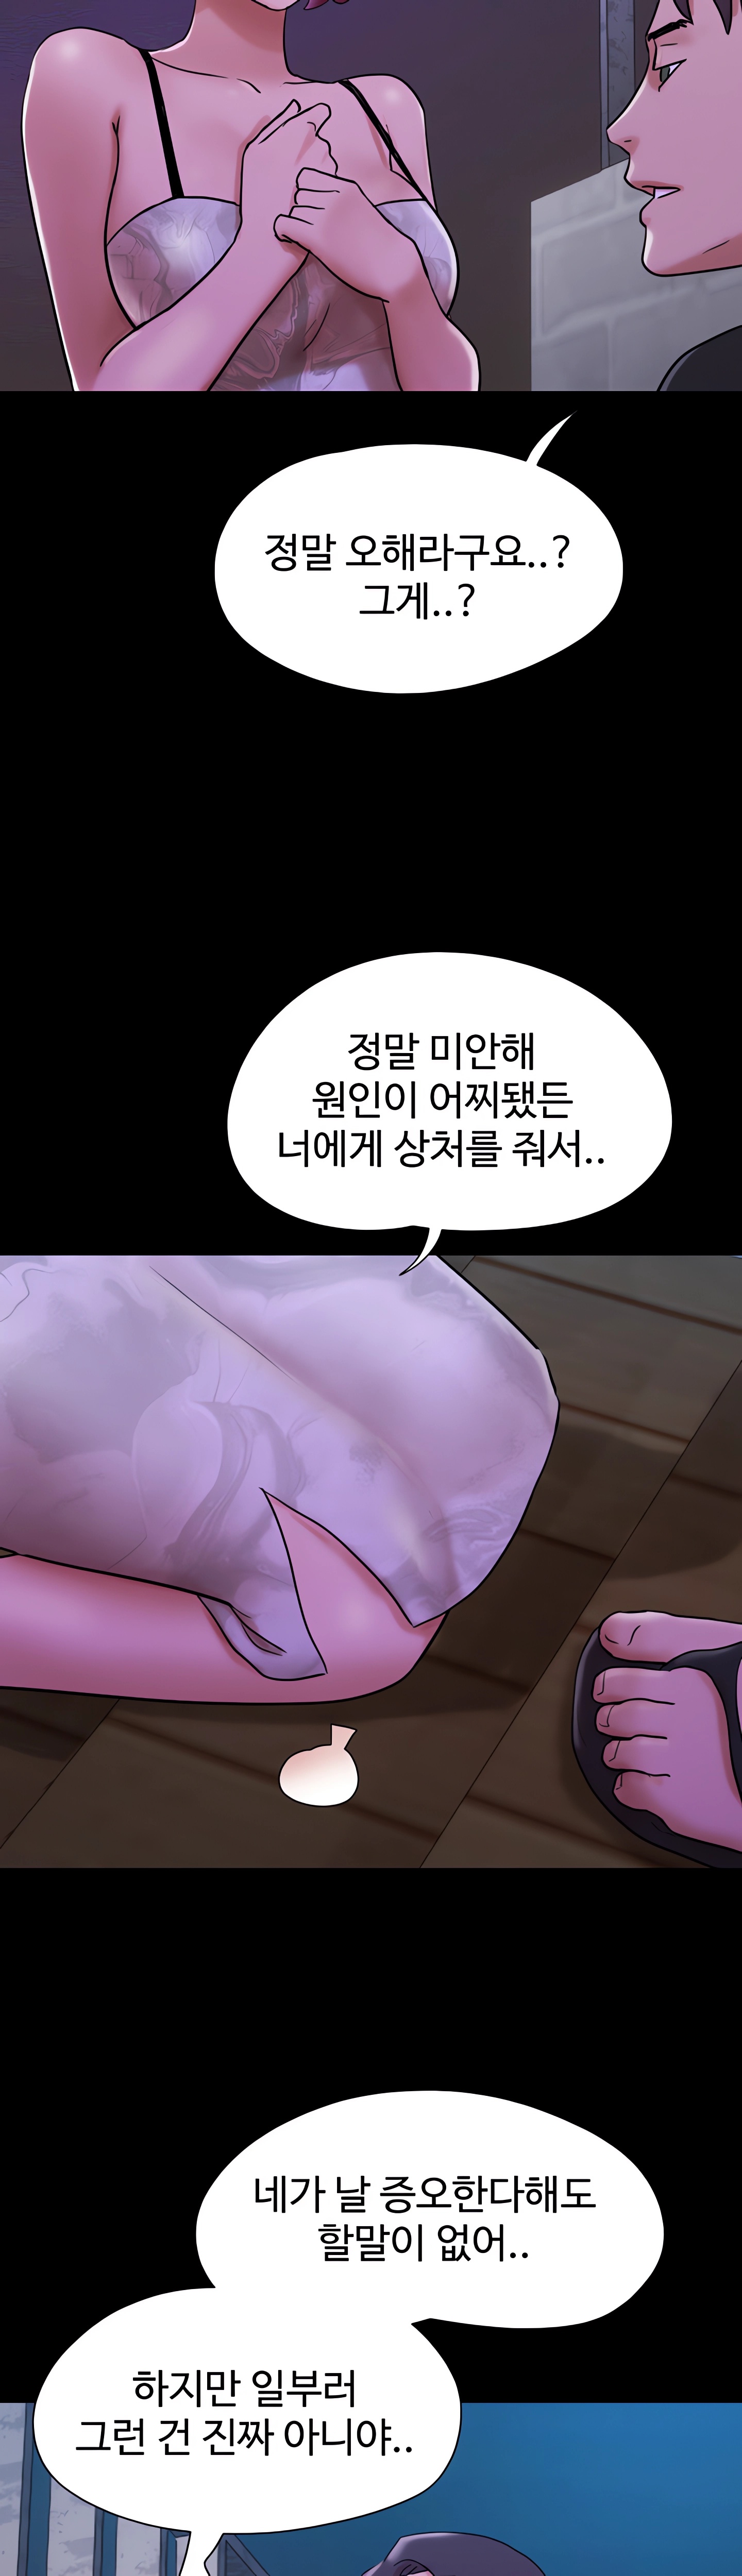 정말 오해라구요..?
그게..?
정말 미안해
원인이 어찌됐든
너에게 상처를 줘서..
네가 날 증오한다해도
할말이 없어..
하지만 일부러
그런 건 진짜 아니야..